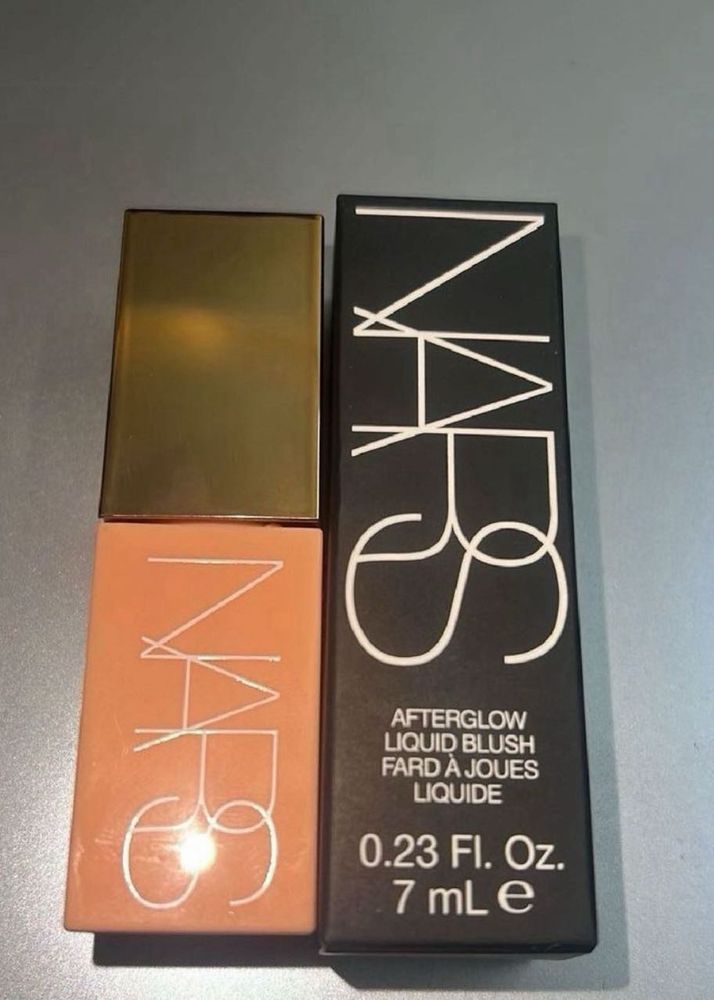 NARS
NARS
AFTERGLOW
LIQUID BLUSH
FARD À JOUES
LIQUIDE
0.23 Fl. Oz.
7 mL ℮